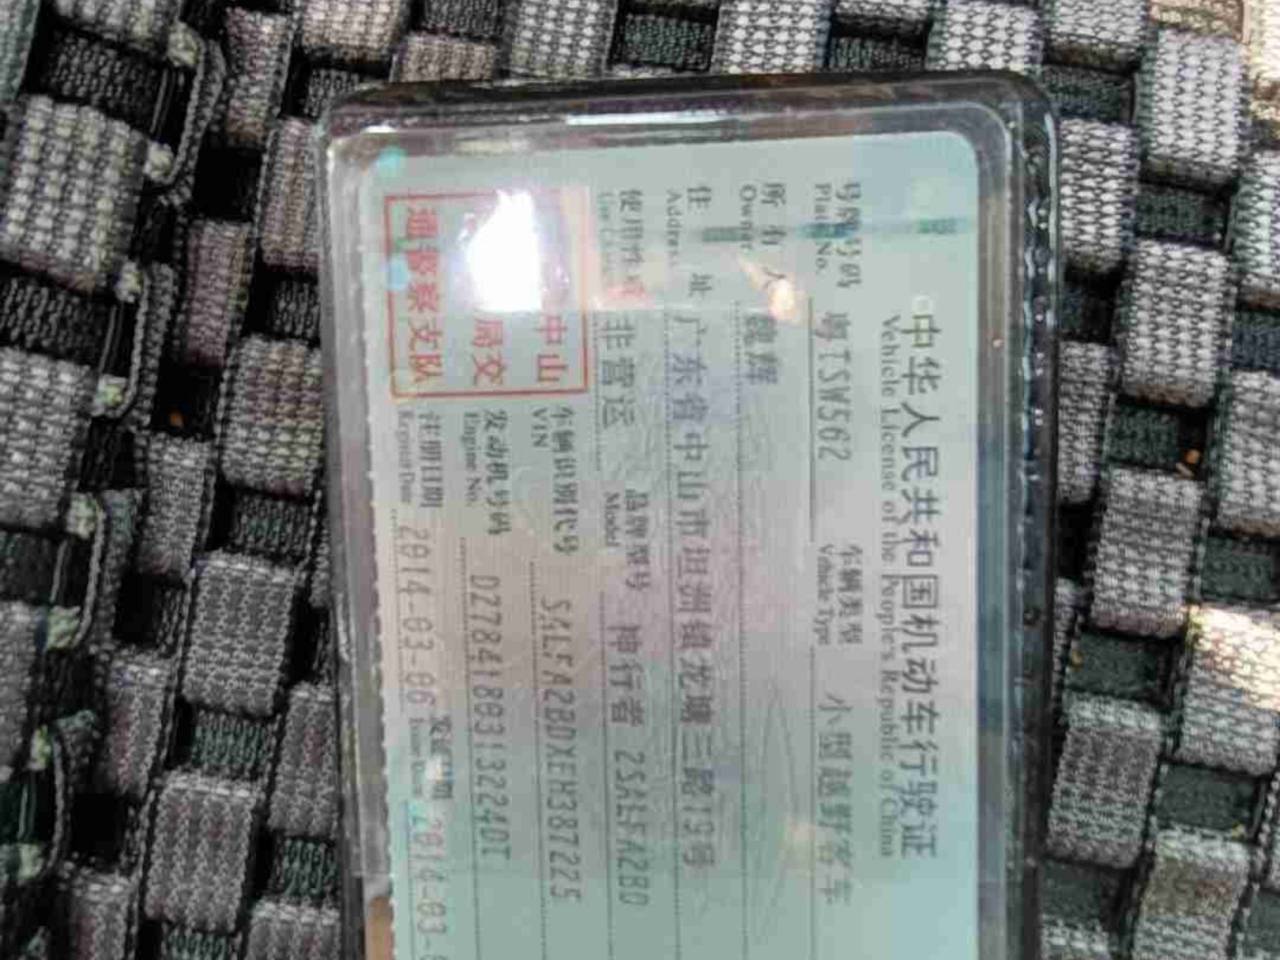 中华人民共和国机动车行驶证
Vehicle License of the People's Republic of China
号牌号码 粤TSW562 车辆类型 小型越野客车
Plate No. Vehicle Type
所有人 魏辉
Owner
住址 广东省中山市坦洲镇龙塘三路19号
Address
使用性质 非营运 品牌型号 神行者 2SALFA2BD
Use Character Model
中山
局交
通警察支队
车辆识别代号 SALFA2BDXEH387225
VIN
发动机号码 02784180313224DT
Engine No.
注册日期 2014-03-06 发证日期 2014-03-
Register Date Issue Date